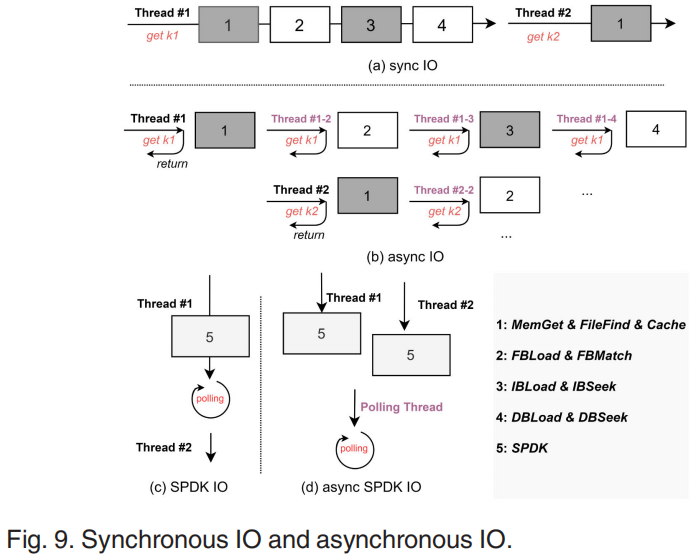 Thread #1
get k1
1
2
3
4
Thread #2
get k2
1
(a) sync IO
Thread #1
get k1
return
1
Thread #1-2
get k1
2
Thread #1-3
get k1
3
Thread #1-4
get k1
4
Thread #2
get k2
return
1
Thread #2-2
get k2
...
2
...
(b) async IO
Thread #1
5
polling
Thread #2
(c) SPDK IO
Thread #1
5
Thread #2
5
Polling Thread
polling
(d) async SPDK IO
1: MemGet & FileFind & Cache
2: FBLoad & FBMatch
3: IBLoad & IBSeek
4: DBLoad & DBSeek
5: SPDK
Fig. 9. Synchronous IO and asynchronous IO.